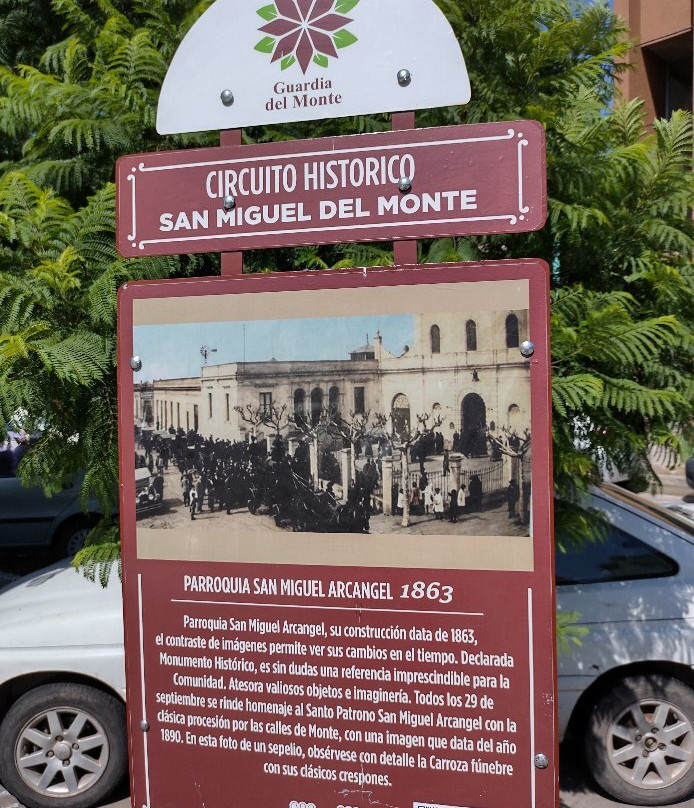 Guardia
del Monte
CIRCUITO HISTORICO
SAN MIGUEL DEL MONTE
PARROQUIA SAN MIGUEL ARCANGEL 1863
Parroquia San Miguel Arcangel, su construcción data de 1863,
el contraste de imágenes permite ver sus cambios en el tiempo. Declarada
Monumento Histórico, es sin dudas una referencia imprescindible para la
Comunidad. Atesora valiosos objetos e imaginería. Todos los 29 de
septiembre se rinde homenaje al Santo Patrono San Miguel Arcangel con la
clásica procesión por las calles de Monte, con una imagen que data del año
1890. En esta foto de un sepelio, obsérvese con detalle la Carroza fúnebre
con sus clásicos crespones.